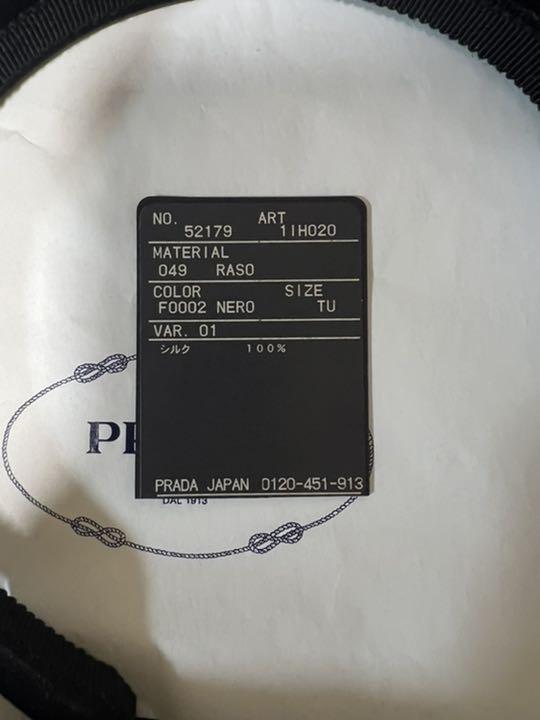 NO. ART
52179 1IH020
MATERIAL
049 RASO
COLOR SIZE
F0002 NERO TU
VAR. 01
シルク 100%
PRADA JAPAN 0120-451-913
DAL 1913